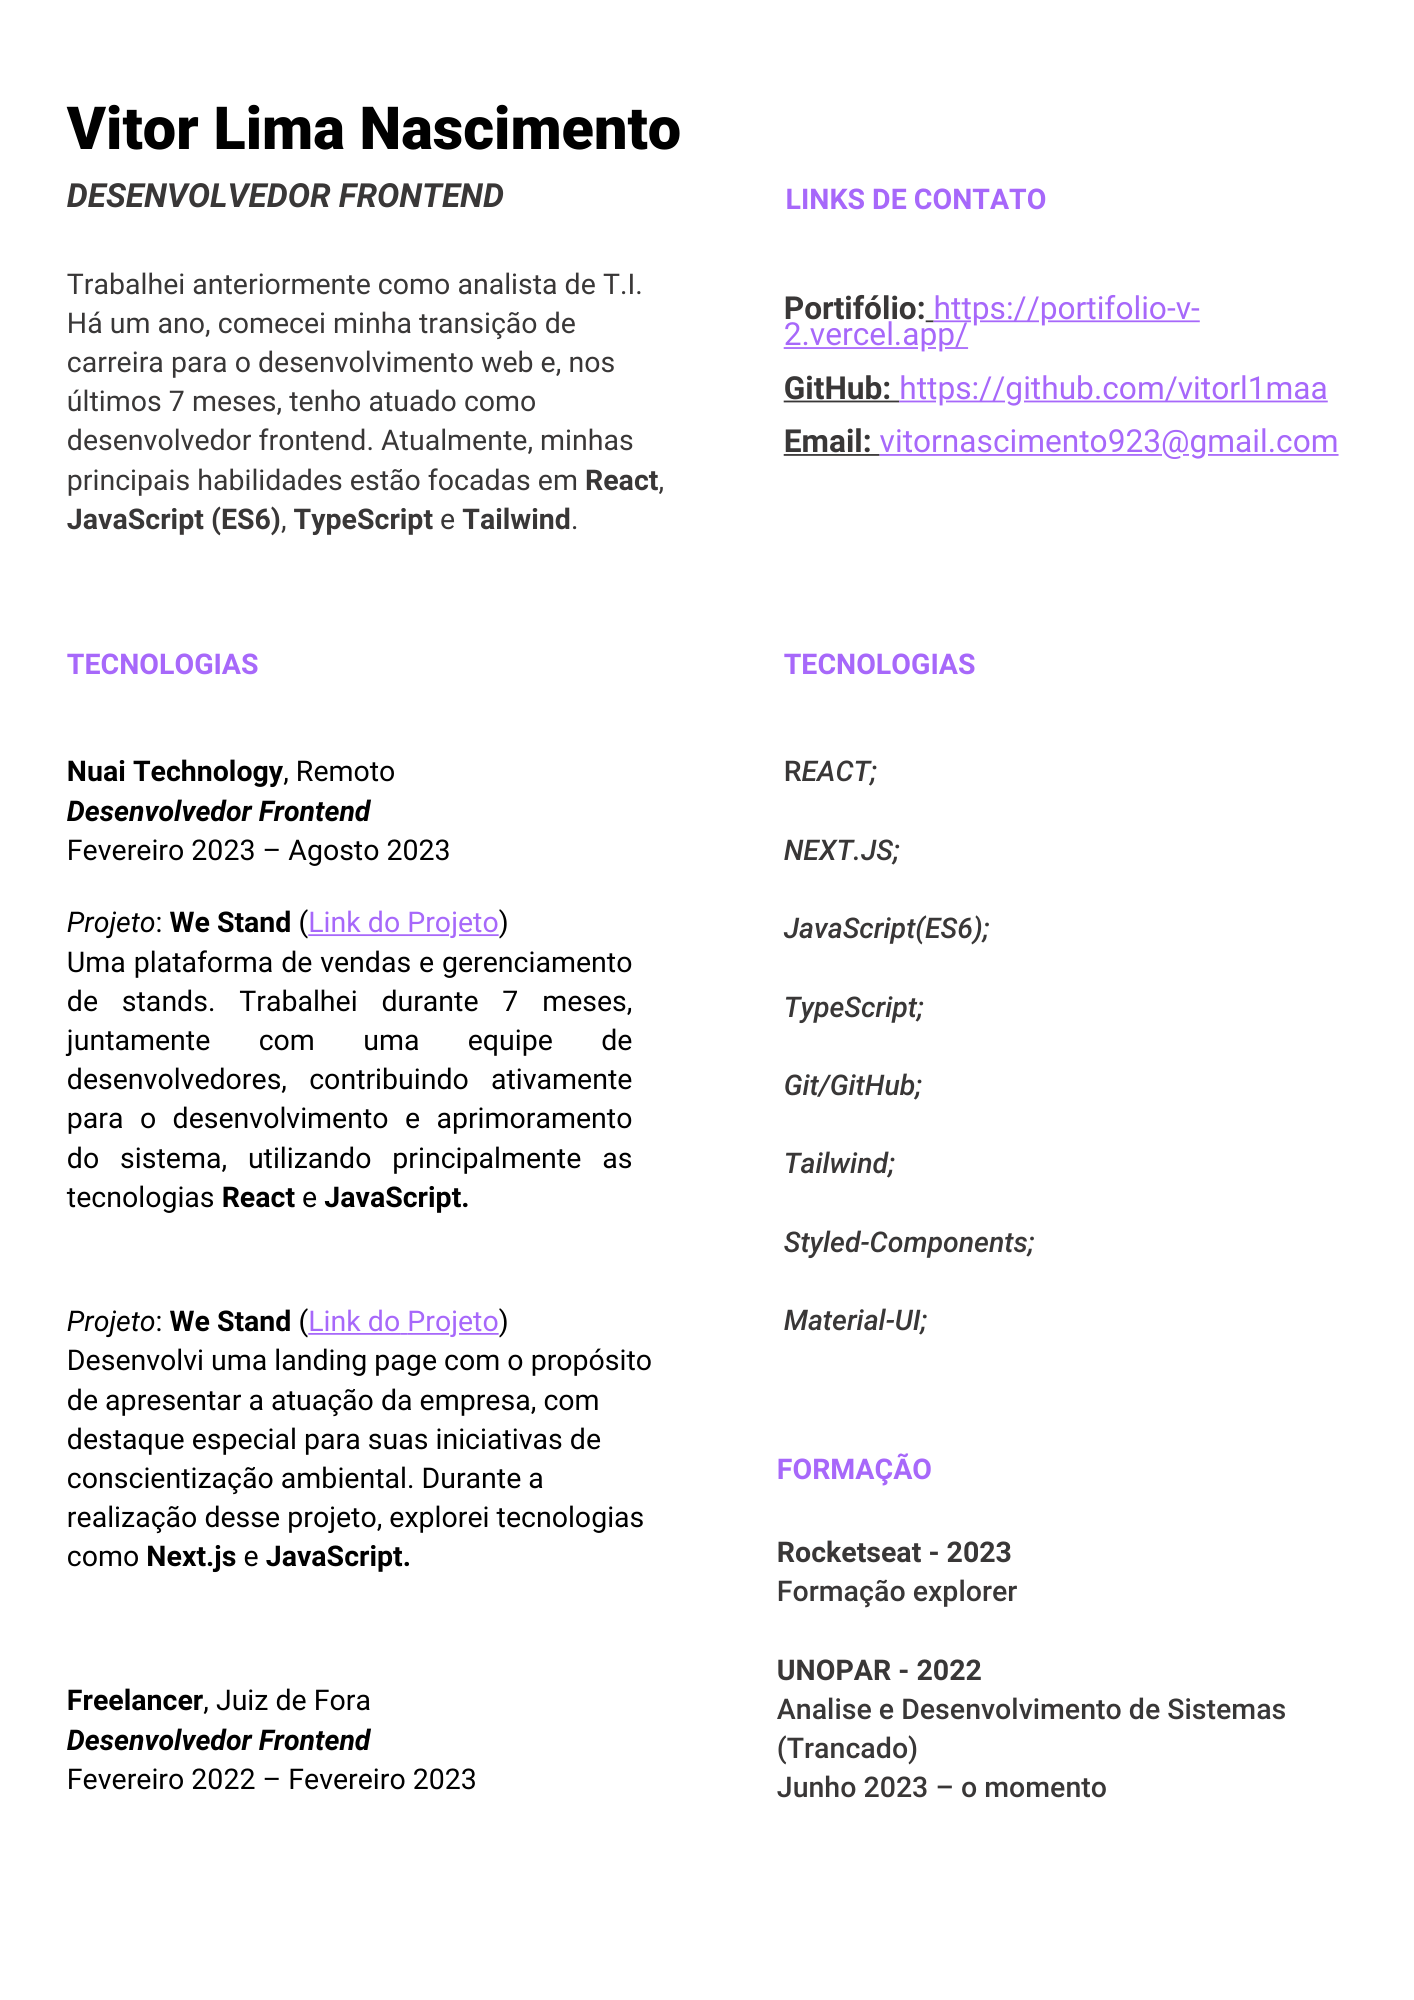 Vitor Lima Nascimento
DESENVOLVEDOR FRONTEND
Trabalhei anteriormente como analista de T.I.
Há um ano, comecei minha transição de
carreira para o desenvolvimento web e, nos
últimos 7 meses, tenho atuado como
desenvolvedor frontend. Atualmente, minhas
principais habilidades estão focadas em React,
JavaScript (ES6), TypeScript e Tailwind.
LINKS DE CONTATO
Portifólio: https://portifolio-v-
2.vercel.app/
GitHub: https://github.com/vitorl1maa
Email: vitornascimento923@gmail.com
TECNOLOGIAS
Nuai Technology, Remoto
Desenvolvedor Frontend
Fevereiro 2023 – Agosto 2023
Projeto: We Stand (Link do Projeto)
Uma plataforma de vendas e gerenciamento
de stands. Trabalhei durante 7 meses,
juntamente com uma equipe de
desenvolvedores, contribuindo ativamente
para o desenvolvimento e aprimoramento
do sistema, utilizando principalmente as
tecnologias React e JavaScript.
Projeto: We Stand (Link do Projeto)
Desenvolvi uma landing page com o propósito
de apresentar a atuação da empresa, com
destaque especial para suas iniciativas de
conscientização ambiental. Durante a
realização desse projeto, explorei tecnologias
como Next.js e JavaScript.
Freelancer, Juiz de Fora
Desenvolvedor Frontend
Fevereiro 2022 – Fevereiro 2023
TECNOLOGIAS
REACT;
NEXT.JS;
JavaScript(ES6);
TypeScript;
Git/GitHub;
Tailwind;
Styled-Components;
Material-UI;
FORMAÇÃO
Rocketseat - 2023
Formação explorer
UNOPAR - 2022
Analise e Desenvolvimento de Sistemas
(Trancado)
Junho 2023 – o momento